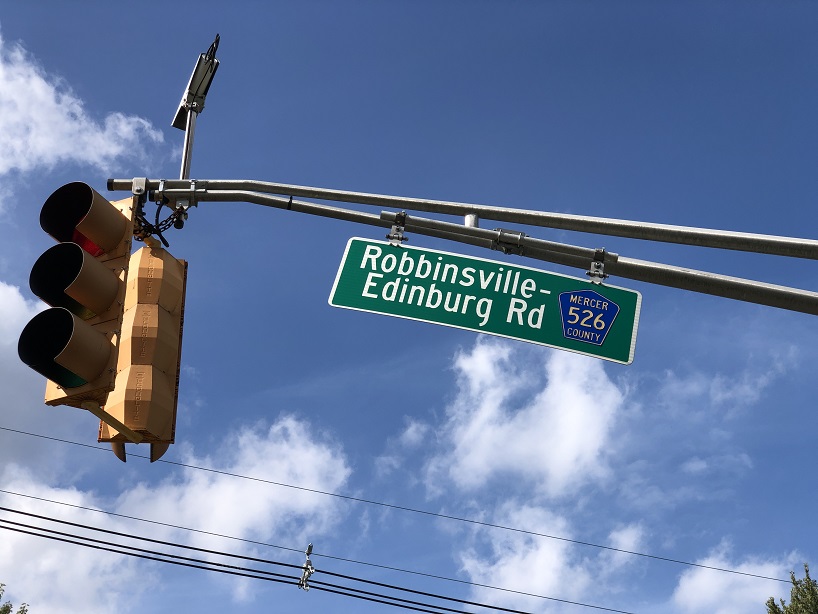 Robbinsville-
Edinburg Rd
MERCER
526
COUNTY